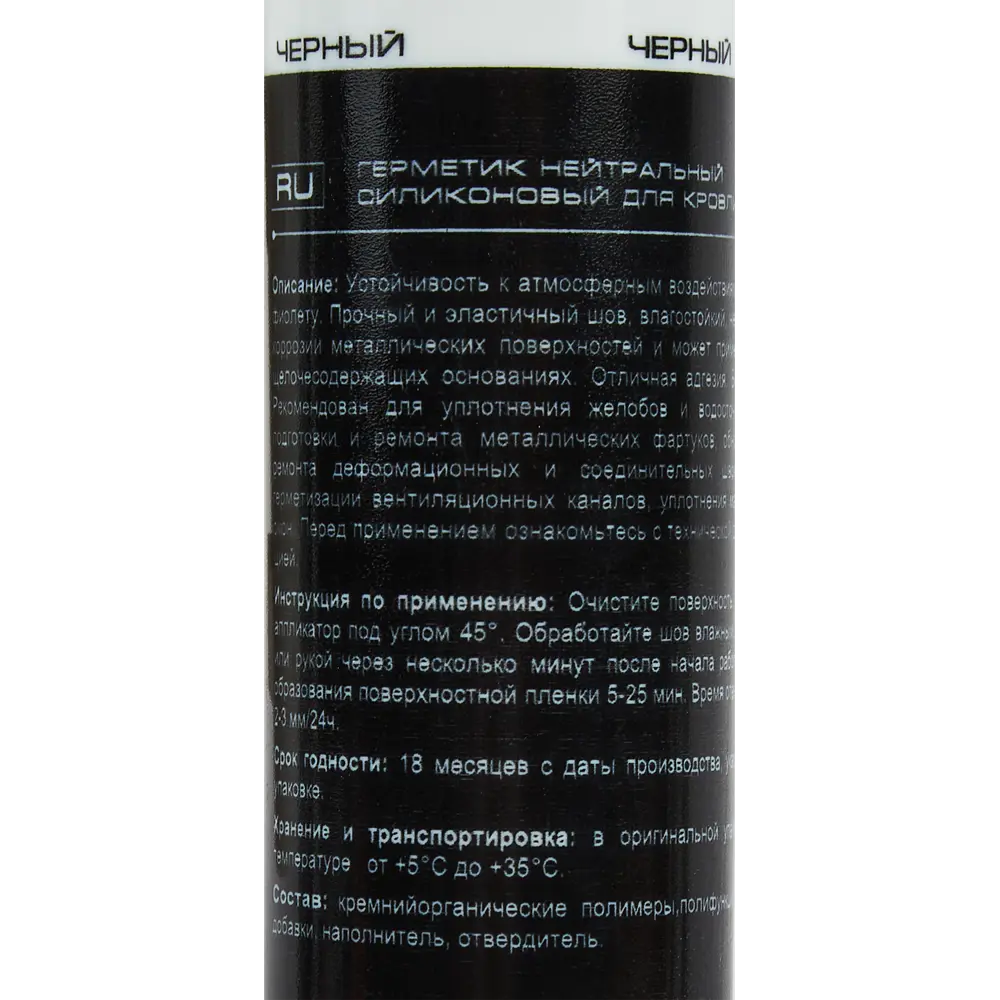 ЧЕРНЫЙ ЧЕРНЫЙ
RU
ГЕРМЕТИК НЕЙТРАЛЬНЫЙ
СИЛИКОНОВЫЙ ДЛЯ
Описание: Устойчивость к атмосферным
фиолету. Прочный и эластичный шов, влагостойкий,
коррозии металлических поверхностей и может
щелочесодержащих основаниях. Отличная адгезия
Рекомендован для уплотнения желобов и
подготовки и ремонта металлических фартуков,
ремонта деформационных и соединительных
герметизации вентиляционных каналов, уплотнения
окон. Перед применением ознакомьтесь с технической
цией.
Инструкция по применению: Очистите
аппликатор под углом 45°. Обработайте шов
или рукой через несколько минут после начала
образования поверхностной пленки 5-25 мин. Время
2-3 мм/24ч.
Срок годности: 18 месяцев с даты производства,
упаковке.
Хранение и транспортировка: в оригинальной
температуре от +5°C до +35°C.
Состав: кремнийорганические полимеры,
добавки, наполнитель, отвердитель.